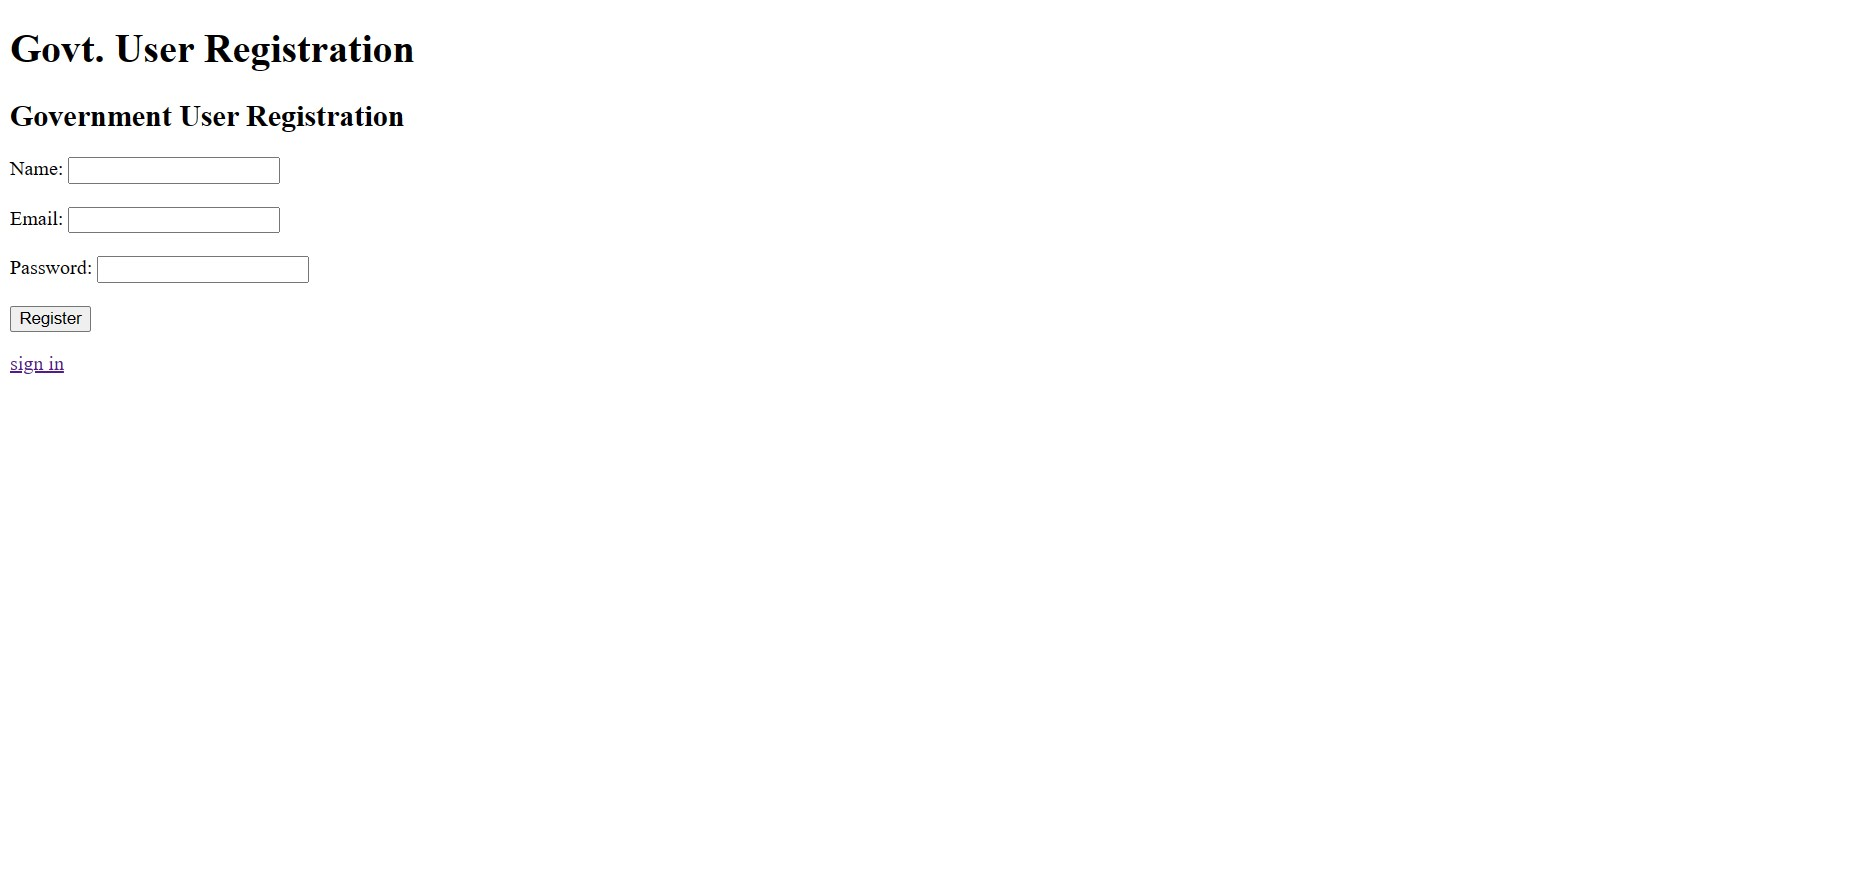 Govt. User Registration
Government User Registration
Name:
Email:
Password:
Register
sign in